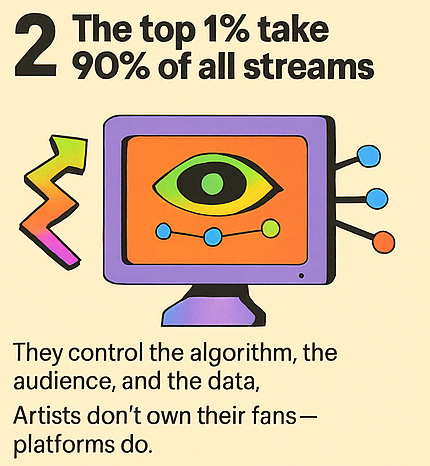 2 The top 1% take
90% of all streams
They control the algorithm, the
audience, and the data,
Artists don't own their fans—
platforms do.